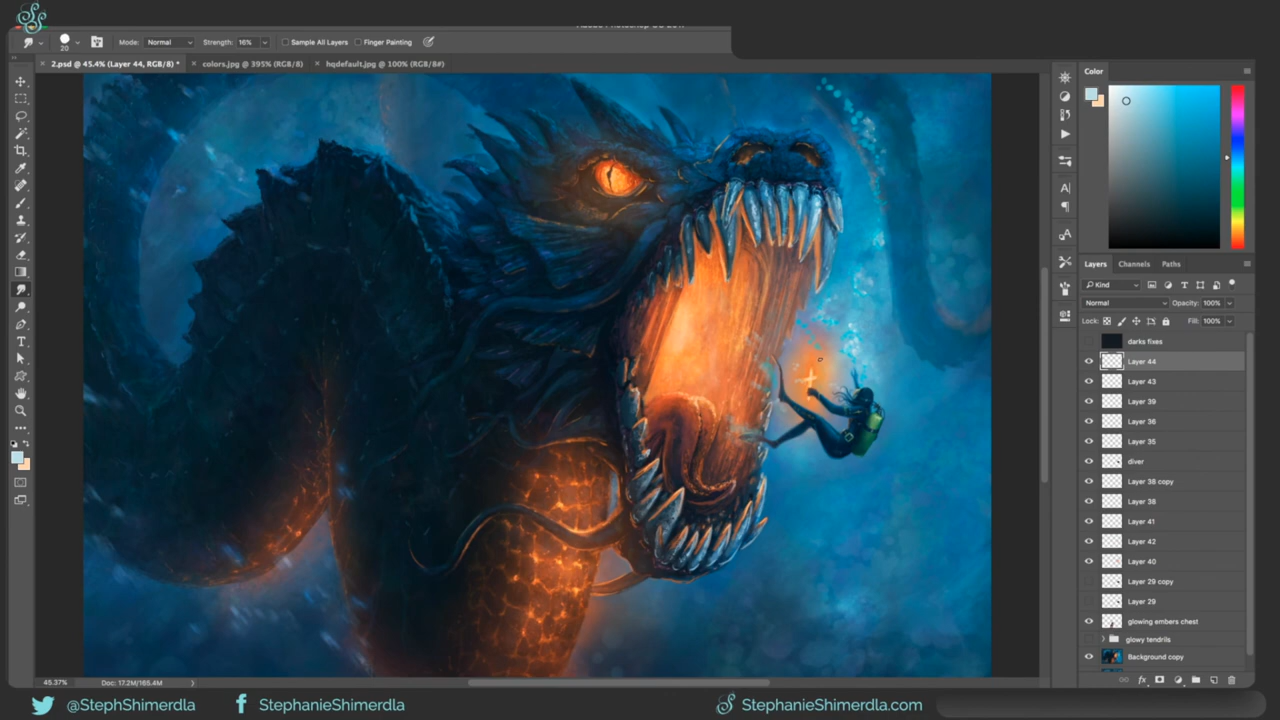 20
Mode: Normal
Strength: 16%
Sample All Layers
Finger Painting
2.psd @ 45.4% (Layer 44, RGB/8) *
colors.jpg @ 395% (RGB/8)
hqdefault.jpg @ 100% (RGB/8#)
Color
Layers Channels Paths
Kind
Normal Opacity: 100%
Lock: Fill: 100%
darks fixes
Layer 44
Layer 43
Layer 39
Layer 36
Layer 35
diver
Layer 38 copy
Layer 38
Layer 41
Layer 42
Layer 40
Layer 29 copy
Layer 29
glowing embers chest
glowy tendrils
Background copy
fx
45.37% Doc: 17.2M/165.4M
@StephShimerdla
StephanieShimerdla
StephanieShimerdla.com